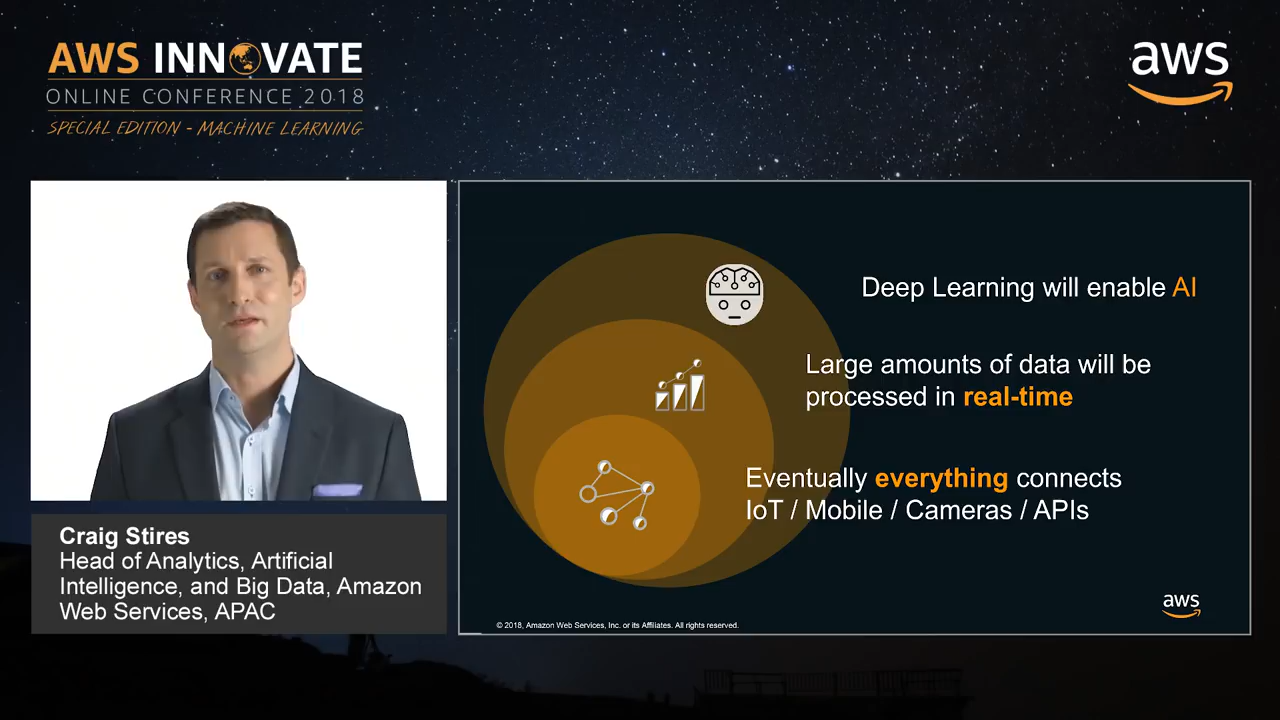 AWS INNOVATE
ONLINE CONFERENCE 2018
SPECIAL EDITION - MACHINE LEARNING
aws
Craig Stires
Head of Analytics, Artificial
Intelligence, and Big Data, Amazon
Web Services, APAC
Deep Learning will enable AI
Large amounts of data will be
processed in real-time
Eventually everything connects
IoT / Mobile / Cameras / APIs
aws
© 2018, Amazon Web Services, Inc. or its Affiliates. All rights reserved.